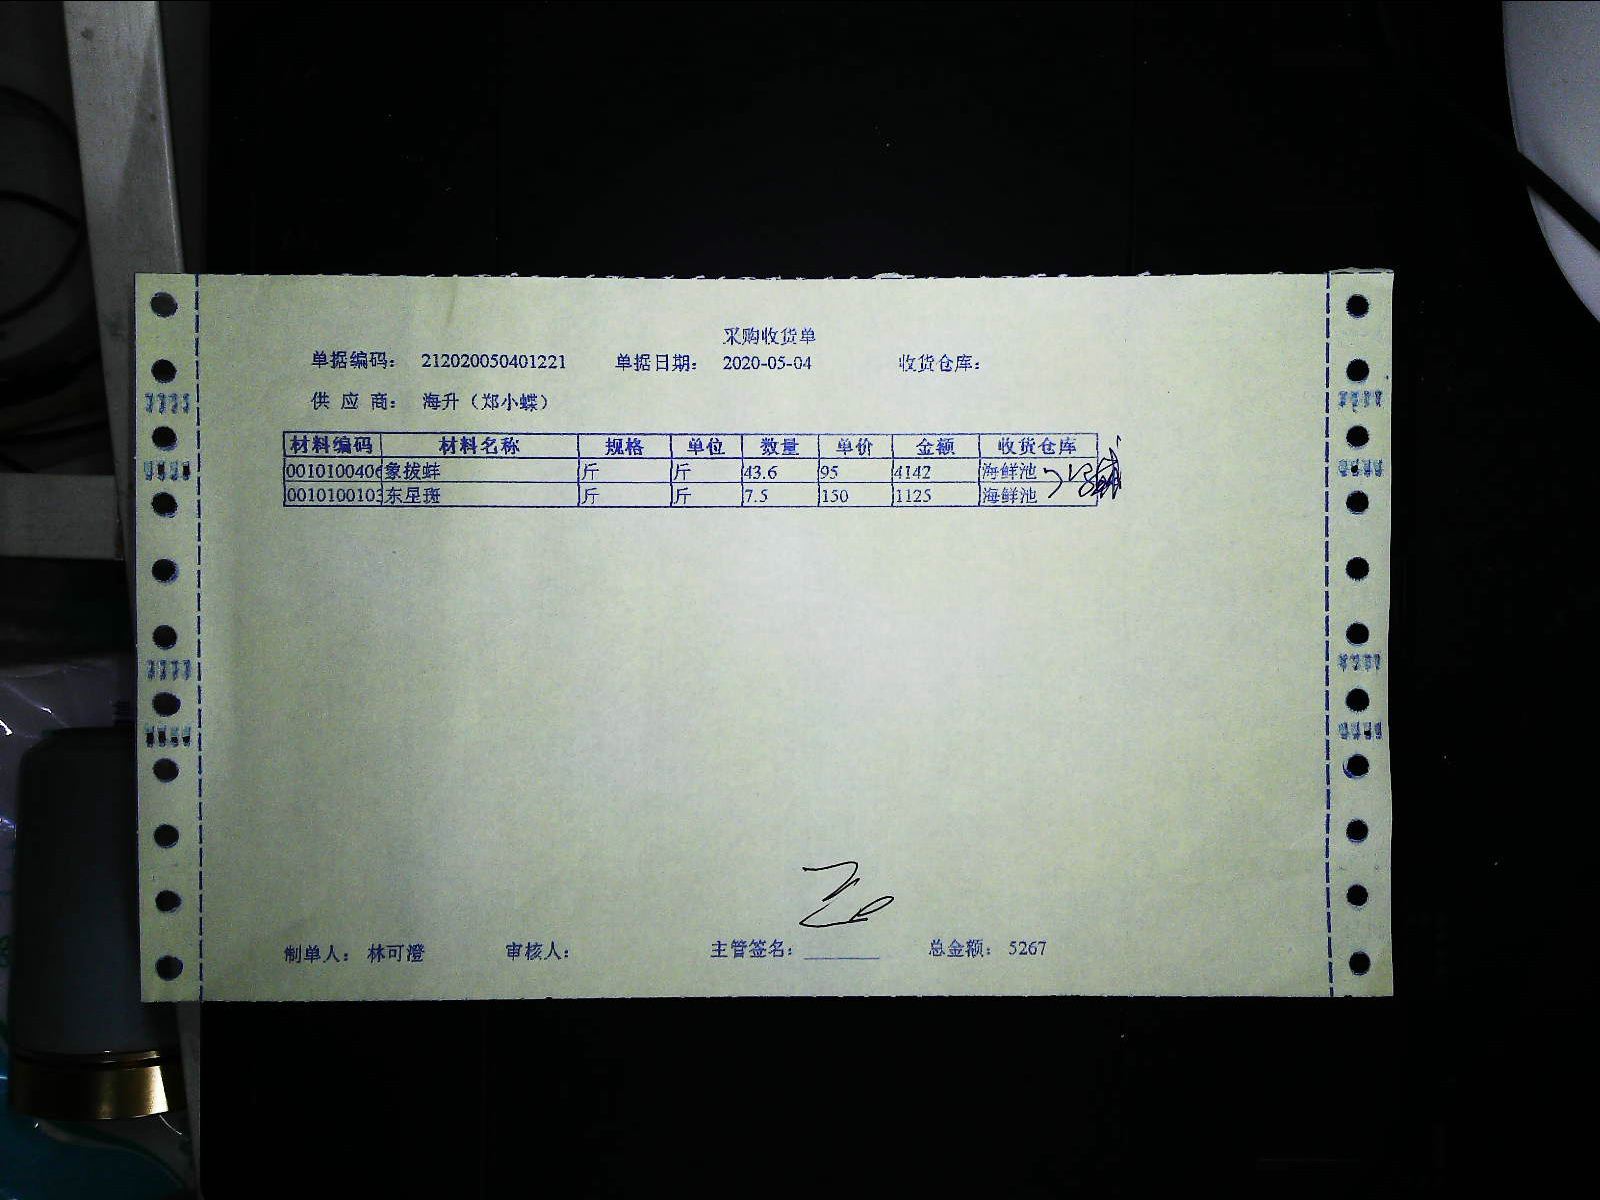 采购收货单
单据编码： 212020050401221 单据日期： 2020-05-04 收货仓库：
供 应 商： 海升（郑小蝶）
材料编码 材料名称 规格 单位 数量 单价 金额 收货仓库
001010040 象拔蚌 斤 斤 43.6 95 4142 海鲜池
0010100103 东星斑 斤 斤 7.5 150 1125 海鲜池
制单人： 林可澄 审核人： 主管签名： 总金额： 5267